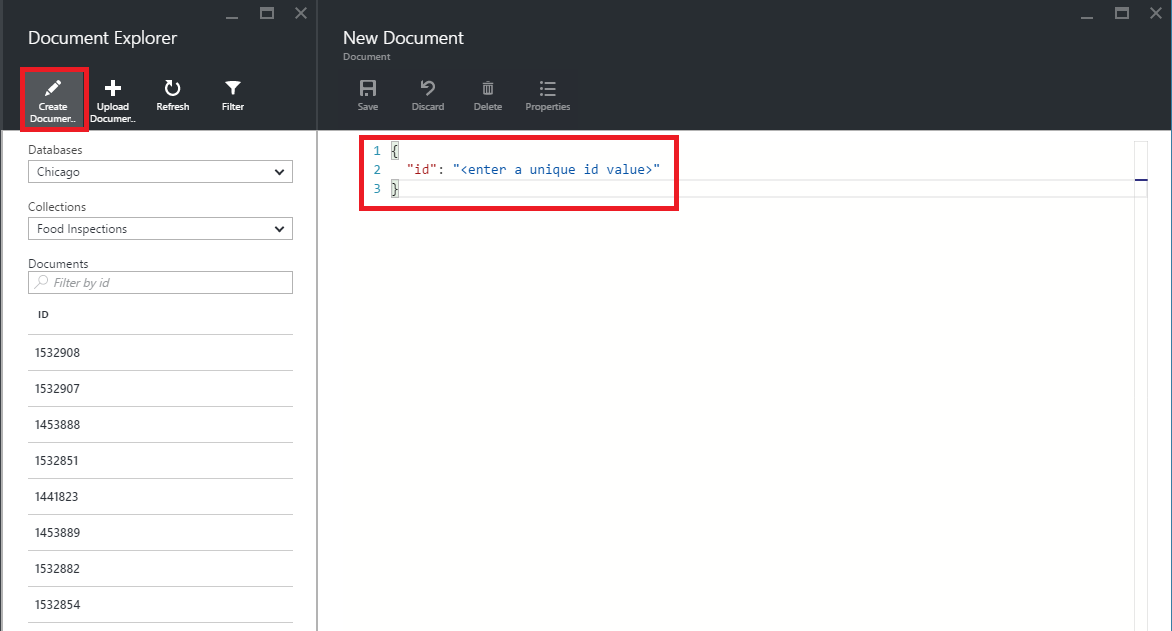 Document Explorer
Create
Documer..
Upload
Documer..
Refresh
Filter
Databases
Chicago
Collections
Food Inspections
Documents
Filter by id
ID
1532908
1532907
1453888
1532851
1441823
1453889
1532882
1532854
New Document
Document
Save
Discard
Delete
Properties
1 {
2 "id": "<enter a unique id value>"
3 }